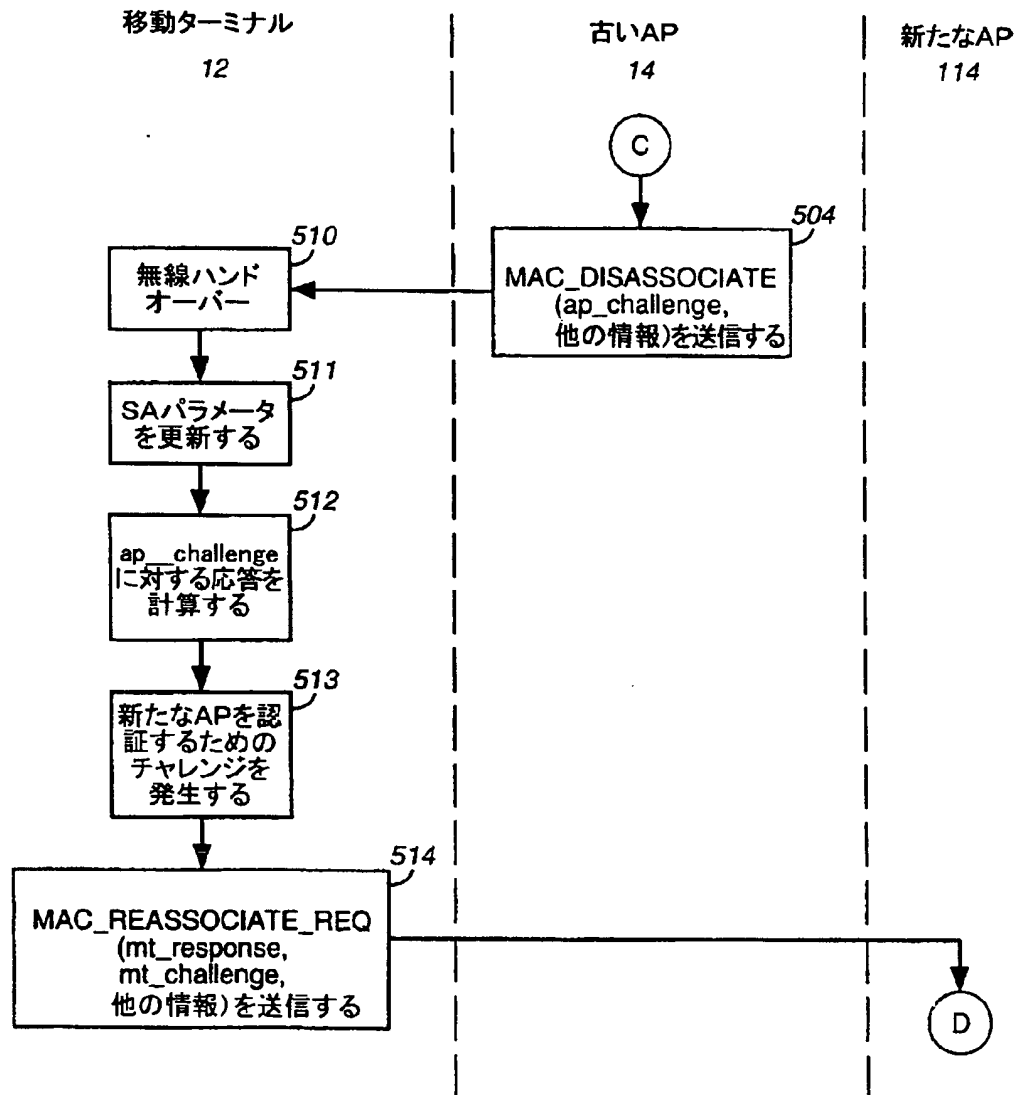 移動ターミナル
12
古いAP
14
新たなAP
114
C
504
MAC_DISASSOCIATE
(ap_challenge,
他の情報)を送信する
510
無線ハンド
オーバー
511
SAパラメータ
を更新する
512
ap__challenge
に対する応答を
計算する
513
新たなAPを認
証するための
チャレンジを
発生する
514
MAC_REASSOCIATE_REQ
(mt_response,
mt_challenge,
他の情報)を送信する
D